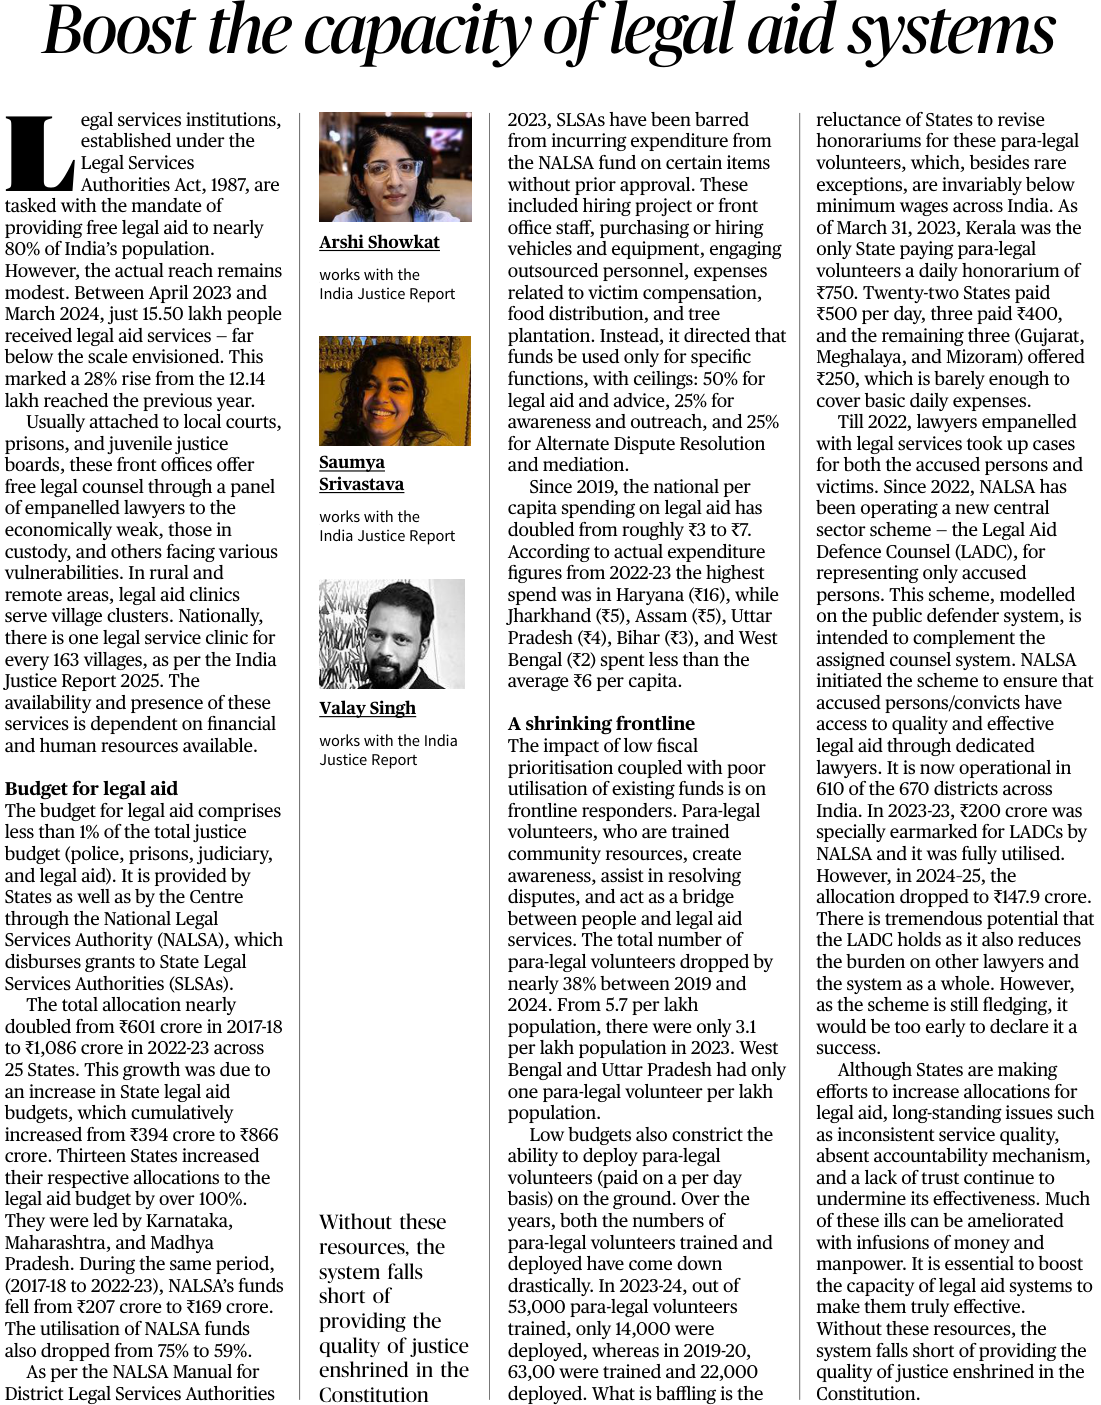 Boost the capacity of legal aid systems
Legal services institutions,
established under the
Legal Services
Authorities Act, 1987, are
tasked with the mandate of
providing free legal aid to nearly
80% of India's population.
However, the actual reach remains
modest. Between April 2023 and
March 2024, just 15.50 lakh people
received legal aid services — far
below the scale envisioned. This
marked a 28% rise from the 12.14
lakh reached the previous year.
Usually attached to local courts,
prisons, and juvenile justice
boards, these front offices offer
free legal counsel through a panel
of empanelled lawyers to the
economically weak, those in
custody, and others facing various
vulnerabilities. In rural and
remote areas, legal aid clinics
serve village clusters. Nationally,
there is one legal service clinic for
every 163 villages, as per the India
Justice Report 2025. The
availability and presence of these
services is dependent on financial
and human resources available.
Budget for legal aid
The budget for legal aid comprises
less than 1% of the total justice
budget (police, prisons, judiciary,
and legal aid). It is provided by
States as well as by the Centre
through the National Legal
Services Authority (NALSA), which
disburses grants to State Legal
Services Authorities (SLSAs).
The total allocation nearly
doubled from ₹601 crore in 2017-18
to ₹1,086 crore in 2022-23 across
25 States. This growth was due to
an increase in State legal aid
budgets, which cumulatively
increased from ₹394 crore to ₹866
crore. Thirteen States increased
their respective allocations to the
legal aid budget by over 100%.
They were led by Karnataka,
Maharashtra, and Madhya
Pradesh. During the same period,
(2017-18 to 2022-23), NALSA's funds
fell from ₹207 crore to ₹169 crore.
The utilisation of NALSA funds
also dropped from 75% to 59%.
As per the NALSA Manual for
District Legal Services Authorities
Arshi Showkat
works with the
India Justice Report
Saumya
Srivastava
works with the
India Justice Report
Valay Singh
works with the India
Justice Report
Without these
resources, the
system falls
short of
providing the
quality of justice
enshrined in the
Constitution
2023, SLSAs have been barred
from incurring expenditure from
the NALSA fund on certain items
without prior approval. These
included hiring project or front
office staff, purchasing or hiring
vehicles and equipment, engaging
outsourced personnel, expenses
related to victim compensation,
food distribution, and tree
plantation. Instead, it directed that
funds be used only for specific
functions, with ceilings: 50% for
legal aid and advice, 25% for
awareness and outreach, and 25%
for Alternate Dispute Resolution
and mediation.
Since 2019, the national per
capita spending on legal aid has
doubled from roughly ₹3 to ₹7.
According to actual expenditure
figures from 2022-23 the highest
spend was in Haryana (₹16), while
Jharkhand (₹5), Assam (₹5), Uttar
Pradesh (₹4), Bihar (₹3), and West
Bengal (₹2) spent less than the
average ₹6 per capita.
A shrinking frontline
The impact of low fiscal
prioritisation coupled with poor
utilisation of existing funds is on
frontline responders. Para-legal
volunteers, who are trained
community resources, create
awareness, assist in resolving
disputes, and act as a bridge
between people and legal aid
services. The total number of
para-legal volunteers dropped by
nearly 38% between 2019 and
2024. From 5.7 per lakh
population, there were only 3.1
per lakh population in 2023. West
Bengal and Uttar Pradesh had only
one para-legal volunteer per lakh
population.
Low budgets also constrict the
ability to deploy para-legal
volunteers (paid on a per day
basis) on the ground. Over the
years, both the numbers of
para-legal volunteers trained and
deployed have come down
drastically. In 2023-24, out of
53,000 para-legal volunteers
trained, only 14,000 were
deployed, whereas in 2019-20,
63,00 were trained and 22,000
deployed. What is baffling is the
reluctance of States to revise
honorariums for these para-legal
volunteers, which, besides rare
exceptions, are invariably below
minimum wages across India. As
of March 31, 2023, Kerala was the
only State paying para-legal
volunteers a daily honorarium of
₹750. Twenty-two States paid
₹500 per day, three paid ₹400,
and the remaining three (Gujarat,
Meghalaya, and Mizoram) offered
₹250, which is barely enough to
cover basic daily expenses.
Till 2022, lawyers empanelled
with legal services took up cases
for both the accused persons and
victims. Since 2022, NALSA has
been operating a new central
sector scheme — the Legal Aid
Defence Counsel (LADC), for
representing only accused
persons. This scheme, modelled
on the public defender system, is
intended to complement the
assigned counsel system. NALSA
initiated the scheme to ensure that
accused persons/convicts have
access to quality and effective
legal aid through dedicated
lawyers. It is now operational in
610 of the 670 districts across
India. In 2023-23, ₹200 crore was
specially earmarked for LADCs by
NALSA and it was fully utilised.
However, in 2024-25, the
allocation dropped to ₹147.9 crore.
There is tremendous potential that
the LADC holds as it also reduces
the burden on other lawyers and
the system as a whole. However,
as the scheme is still fledging, it
would be too early to declare it a
success.
Although States are making
efforts to increase allocations for
legal aid, long-standing issues such
as inconsistent service quality,
absent accountability mechanism,
and a lack of trust continue to
undermine its effectiveness. Much
of these ills can be ameliorated
with infusions of money and
manpower. It is essential to boost
the capacity of legal aid systems to
make them truly effective.
Without these resources, the
system falls short of providing the
quality of justice enshrined in the
Constitution.